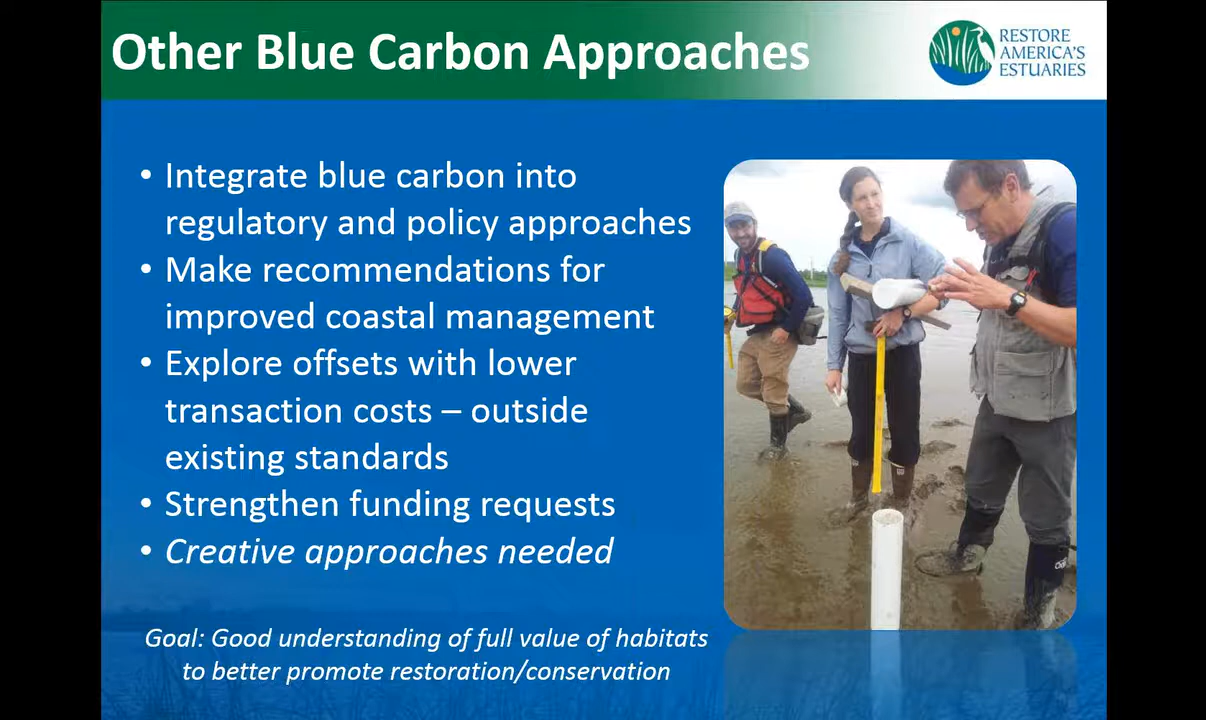 Other Blue Carbon Approaches
RESTORE
AMERICA'S
ESTUARIES
• Integrate blue carbon into
regulatory and policy approaches
• Make recommendations for
improved coastal management
• Explore offsets with lower
transaction costs – outside
existing standards
• Strengthen funding requests
• Creative approaches needed
Goal: Good understanding of full value of habitats
to better promote restoration/conservation